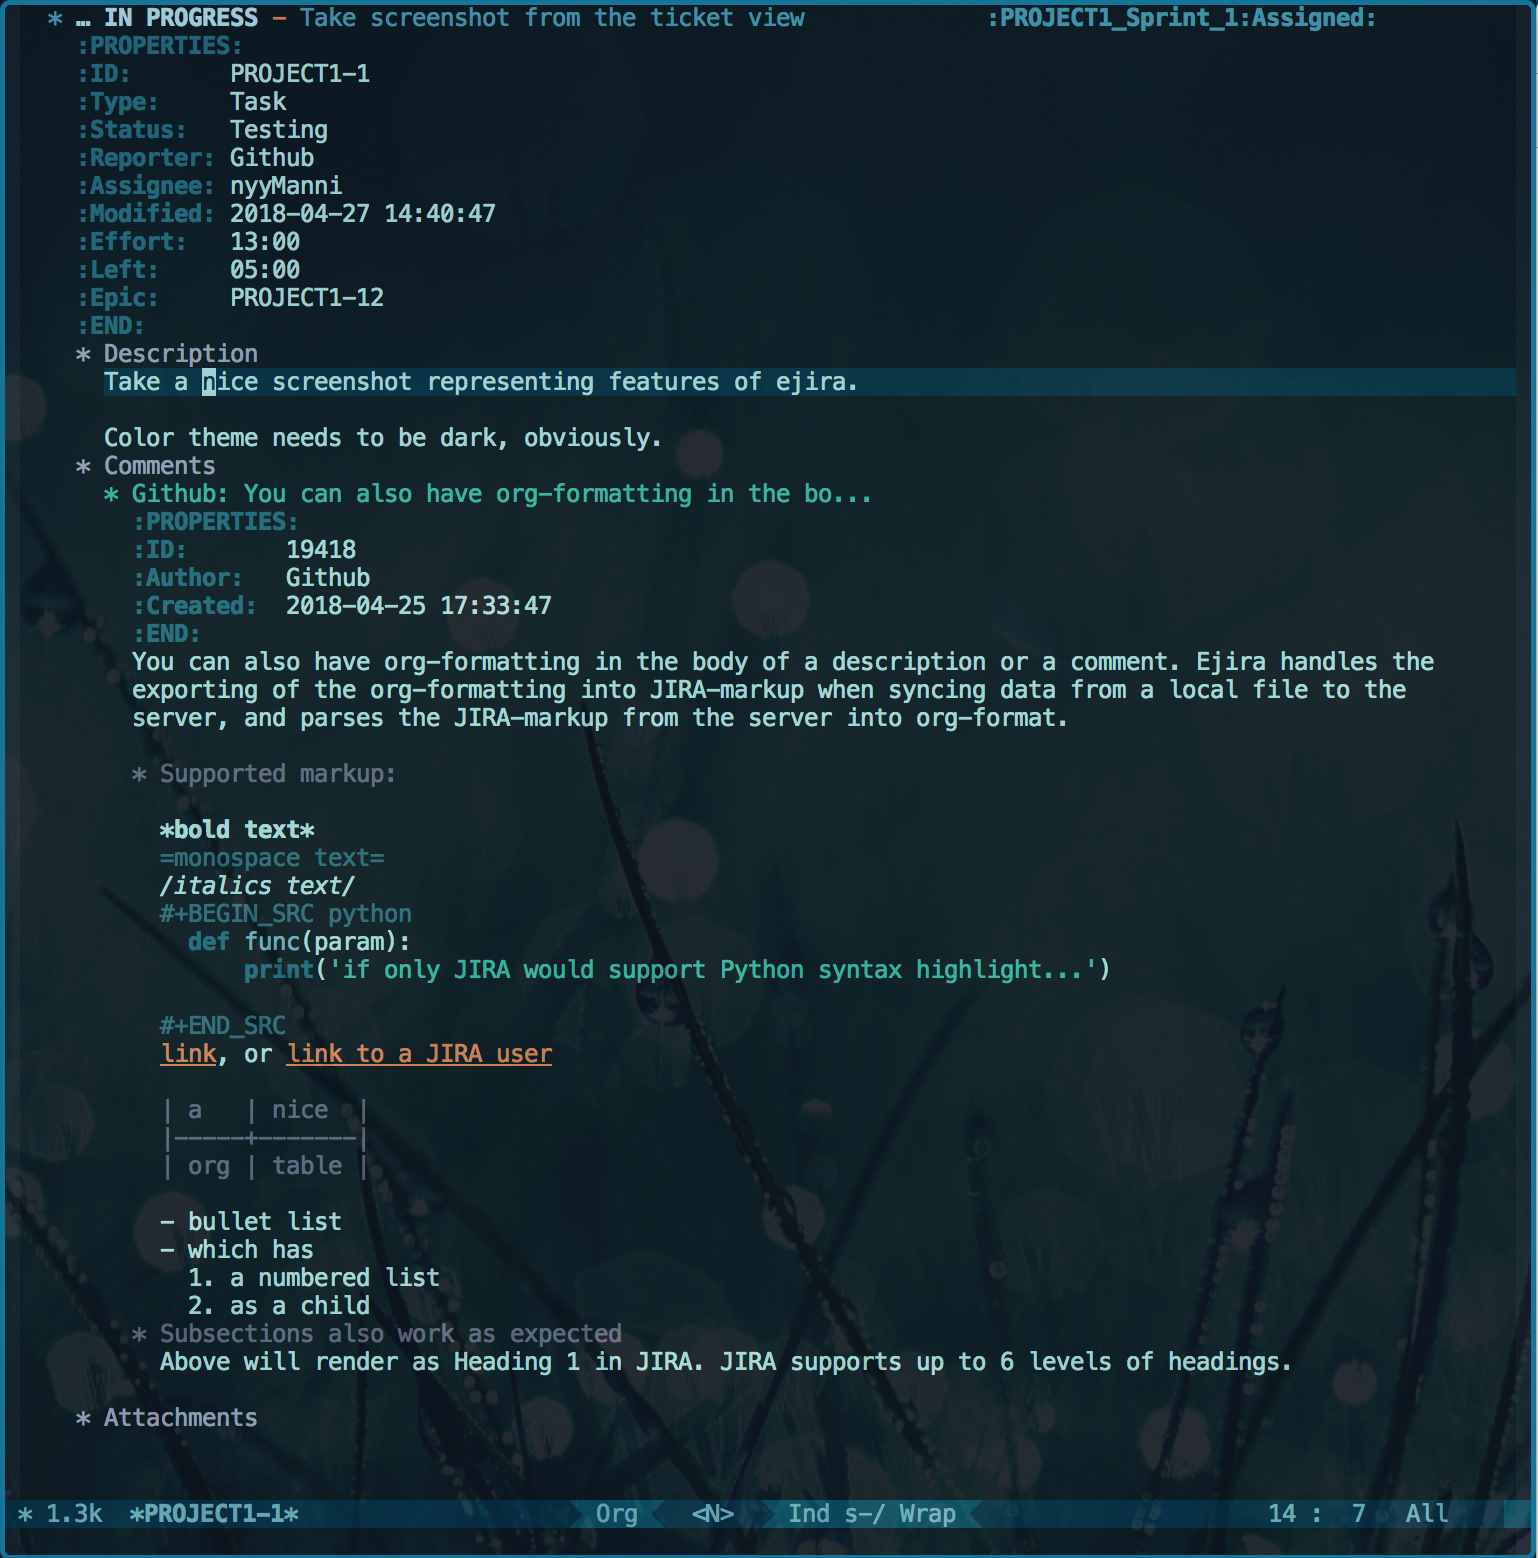 * … IN PROGRESS – Take screenshot from the ticket view :PROJECT1_Sprint_1:Assigned:
:PROPERTIES:
:ID: PROJECT1-1
:Type: Task
:Status: Testing
:Reporter: Github
:Assignee: nyyManni
:Modified: 2018-04-27 14:40:47
:Effort: 13:00
:Left: 05:00
:Epic: PROJECT1-12
:END:
* Description
Take a nice screenshot representing features of ejira.
Color theme needs to be dark, obviously.
* Comments
* Github: You can also have org-formatting in the bo...
:PROPERTIES:
:ID: 19418
:Author: Github
:Created: 2018-04-25 17:33:47
:END:
You can also have org-formatting in the body of a description or a comment. Ejira handles the
exporting of the org-formatting into JIRA-markup when syncing data from a local file to the
server, and parses the JIRA-markup from the server into org-format.
* Supported markup:
*bold text*
=monospace text=
/italics text/
#+BEGIN_SRC python
def func(param):
print('if only JIRA would support Python syntax highlight...')
#+END_SRC
link, or link to a JIRA user
| a | nice |
|-----+-------|
| org | table |
- bullet list
- which has
1. a numbered list
2. as a child
* Subsections also work as expected
Above will render as Heading 1 in JIRA. JIRA supports up to 6 levels of headings.
* Attachments
* 1.3k *PROJECT1-1* Org <N> Ind s-/ Wrap 14 : 7 All